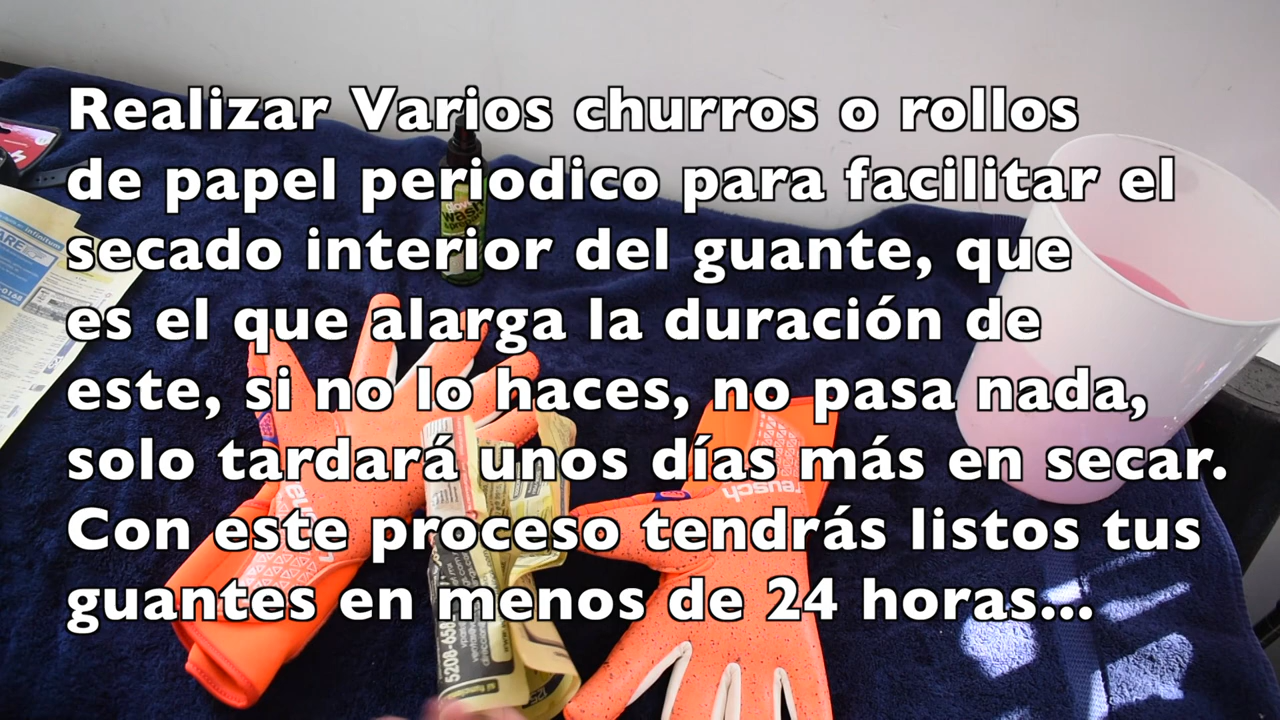 Realizar Varios churros o rollos
de papel periodico para facilitar el
secado interior del guante, que
es el que alarga la duración de
este, si no lo haces, no pasa nada,
solo tardará unos días más en secar.
Con este proceso tendrás listos tus
guantes en menos de 24 horas...
wash
reusch